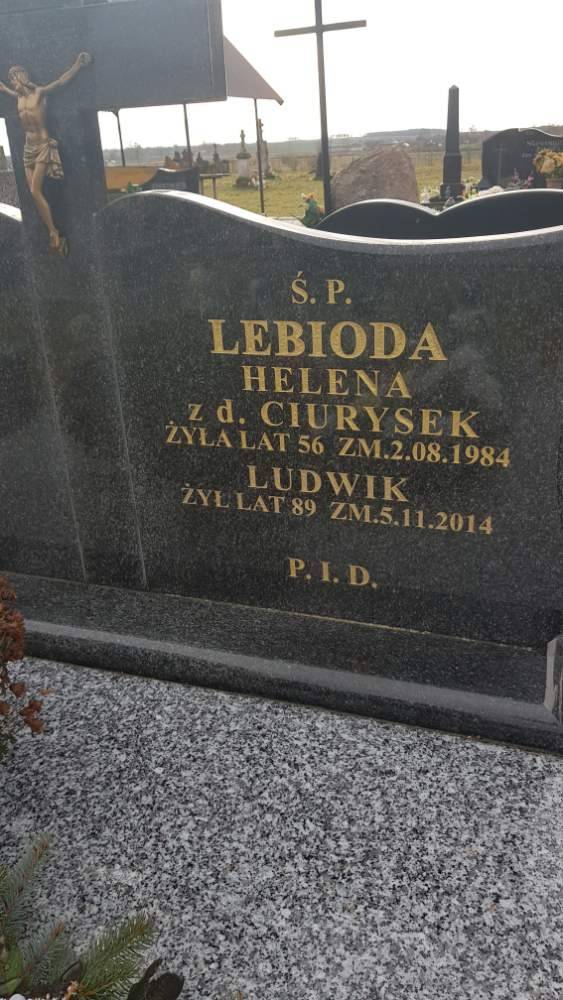 Ś. P.
LEBIODA
HELENA
z d. CIURYSEK
ŻYŁA LAT 56 ZM.2.08.1984
LUDWIK
ŻYŁ LAT 89 ZM.5.11.2014
P. I. D.